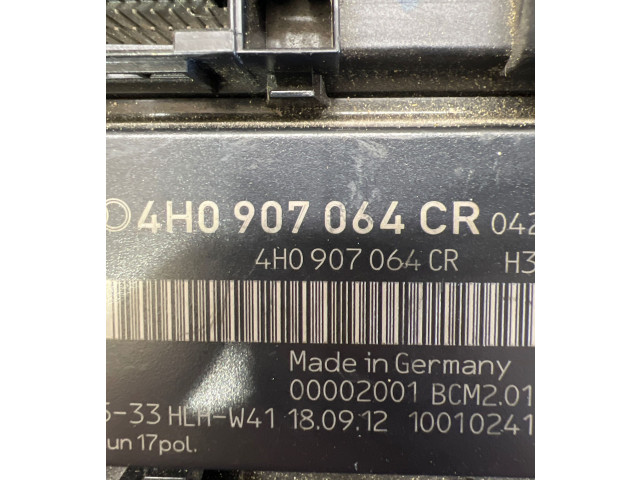 4H0 907 064 CR 042
4H0 907 064 CR H3
Made in Germany
00002001 BCM2.01
-33 HLH-W41 18.09.12 10010241
un 17pol.